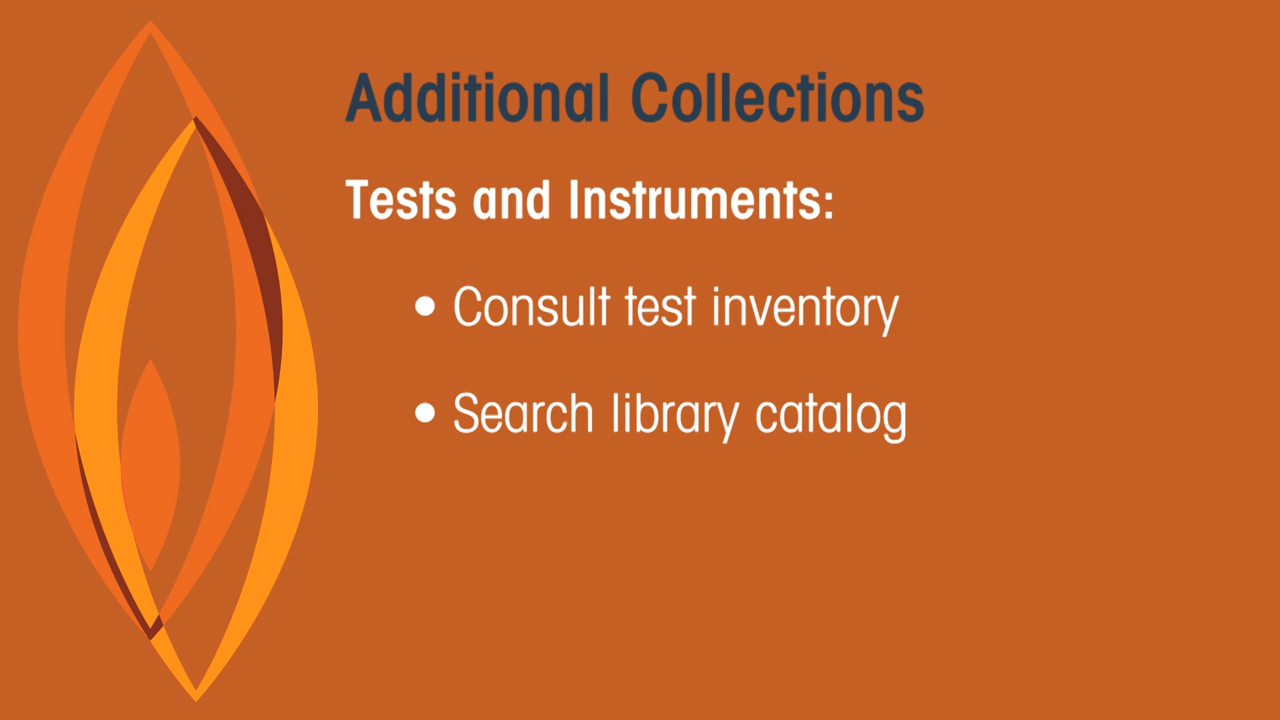 Additional Collections
Tests and Instruments:
• Consult test inventory
• Search library catalog